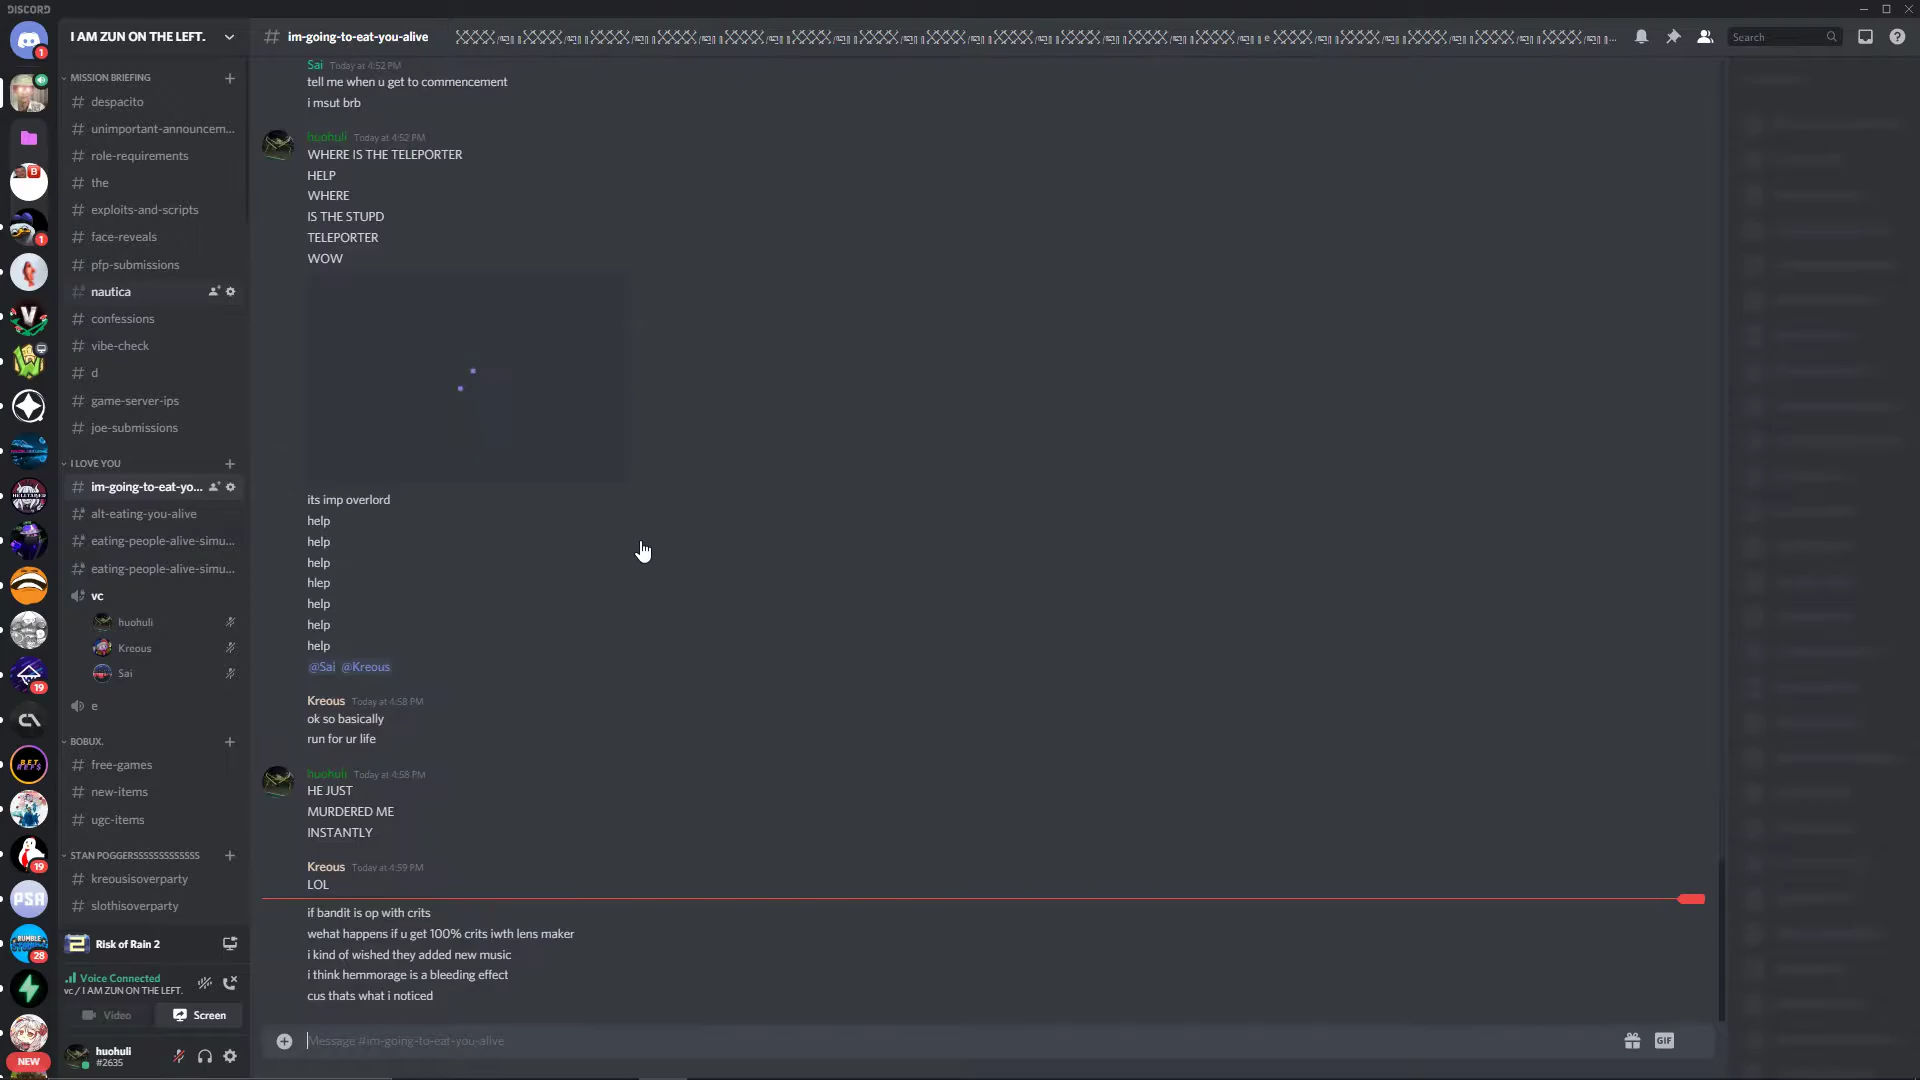 DISCORD
I AM ZUN ON THE LEFT.
im-going-to-eat-you-alive
Search
MISSION BRIEFING
despacito
unimportant-announcem...
role-requirements
the
exploits-and-scripts
face-reveals
pfp-submissions
nautica
confessions
vibe-check
d
game-server-ips
joe-submissions
I LOVE YOU
im-going-to-eat-yo...
alt-eating-you-alive
eating-people-alive-simu...
eating-people-alive-simu...
vc
huohuli
Kreous
Sai
e
BOBUX.
free-games
new-items
ugc-items
STAN POGGERSSSSSSSSSSSS
kreousisoverparty
slothisoverparty
Risk of Rain 2
Voice Connected
vc / I AM ZUN ON THE LEFT.
Video
Screen
huohuli
#2635
1
B
1
19
BET
REFS
19
PSA
RUMBLE
28
NEW
Sai Today at 4:52 PM
tell me when u get to commencement
i msut brb
huohuli Today at 4:52 PM
WHERE IS THE TELEPORTER
HELP
WHERE
IS THE STUPD
TELEPORTER
WOW
its imp overlord
help
help
help
hlep
help
help
help
@Sai @Kreous
Kreous Today at 4:58 PM
ok so basically
run for ur life
huohuli Today at 4:58 PM
HE JUST
MURDERED ME
INSTANTLY
Kreous Today at 4:59 PM
LOL
if bandit is op with crits
wehat happens if u get 100% crits iwth lens maker
i kind of wished they added new music
i think hemmorage is a bleeding effect
cus thats what i noticed
Message #im-going-to-eat-you-alive
GIF